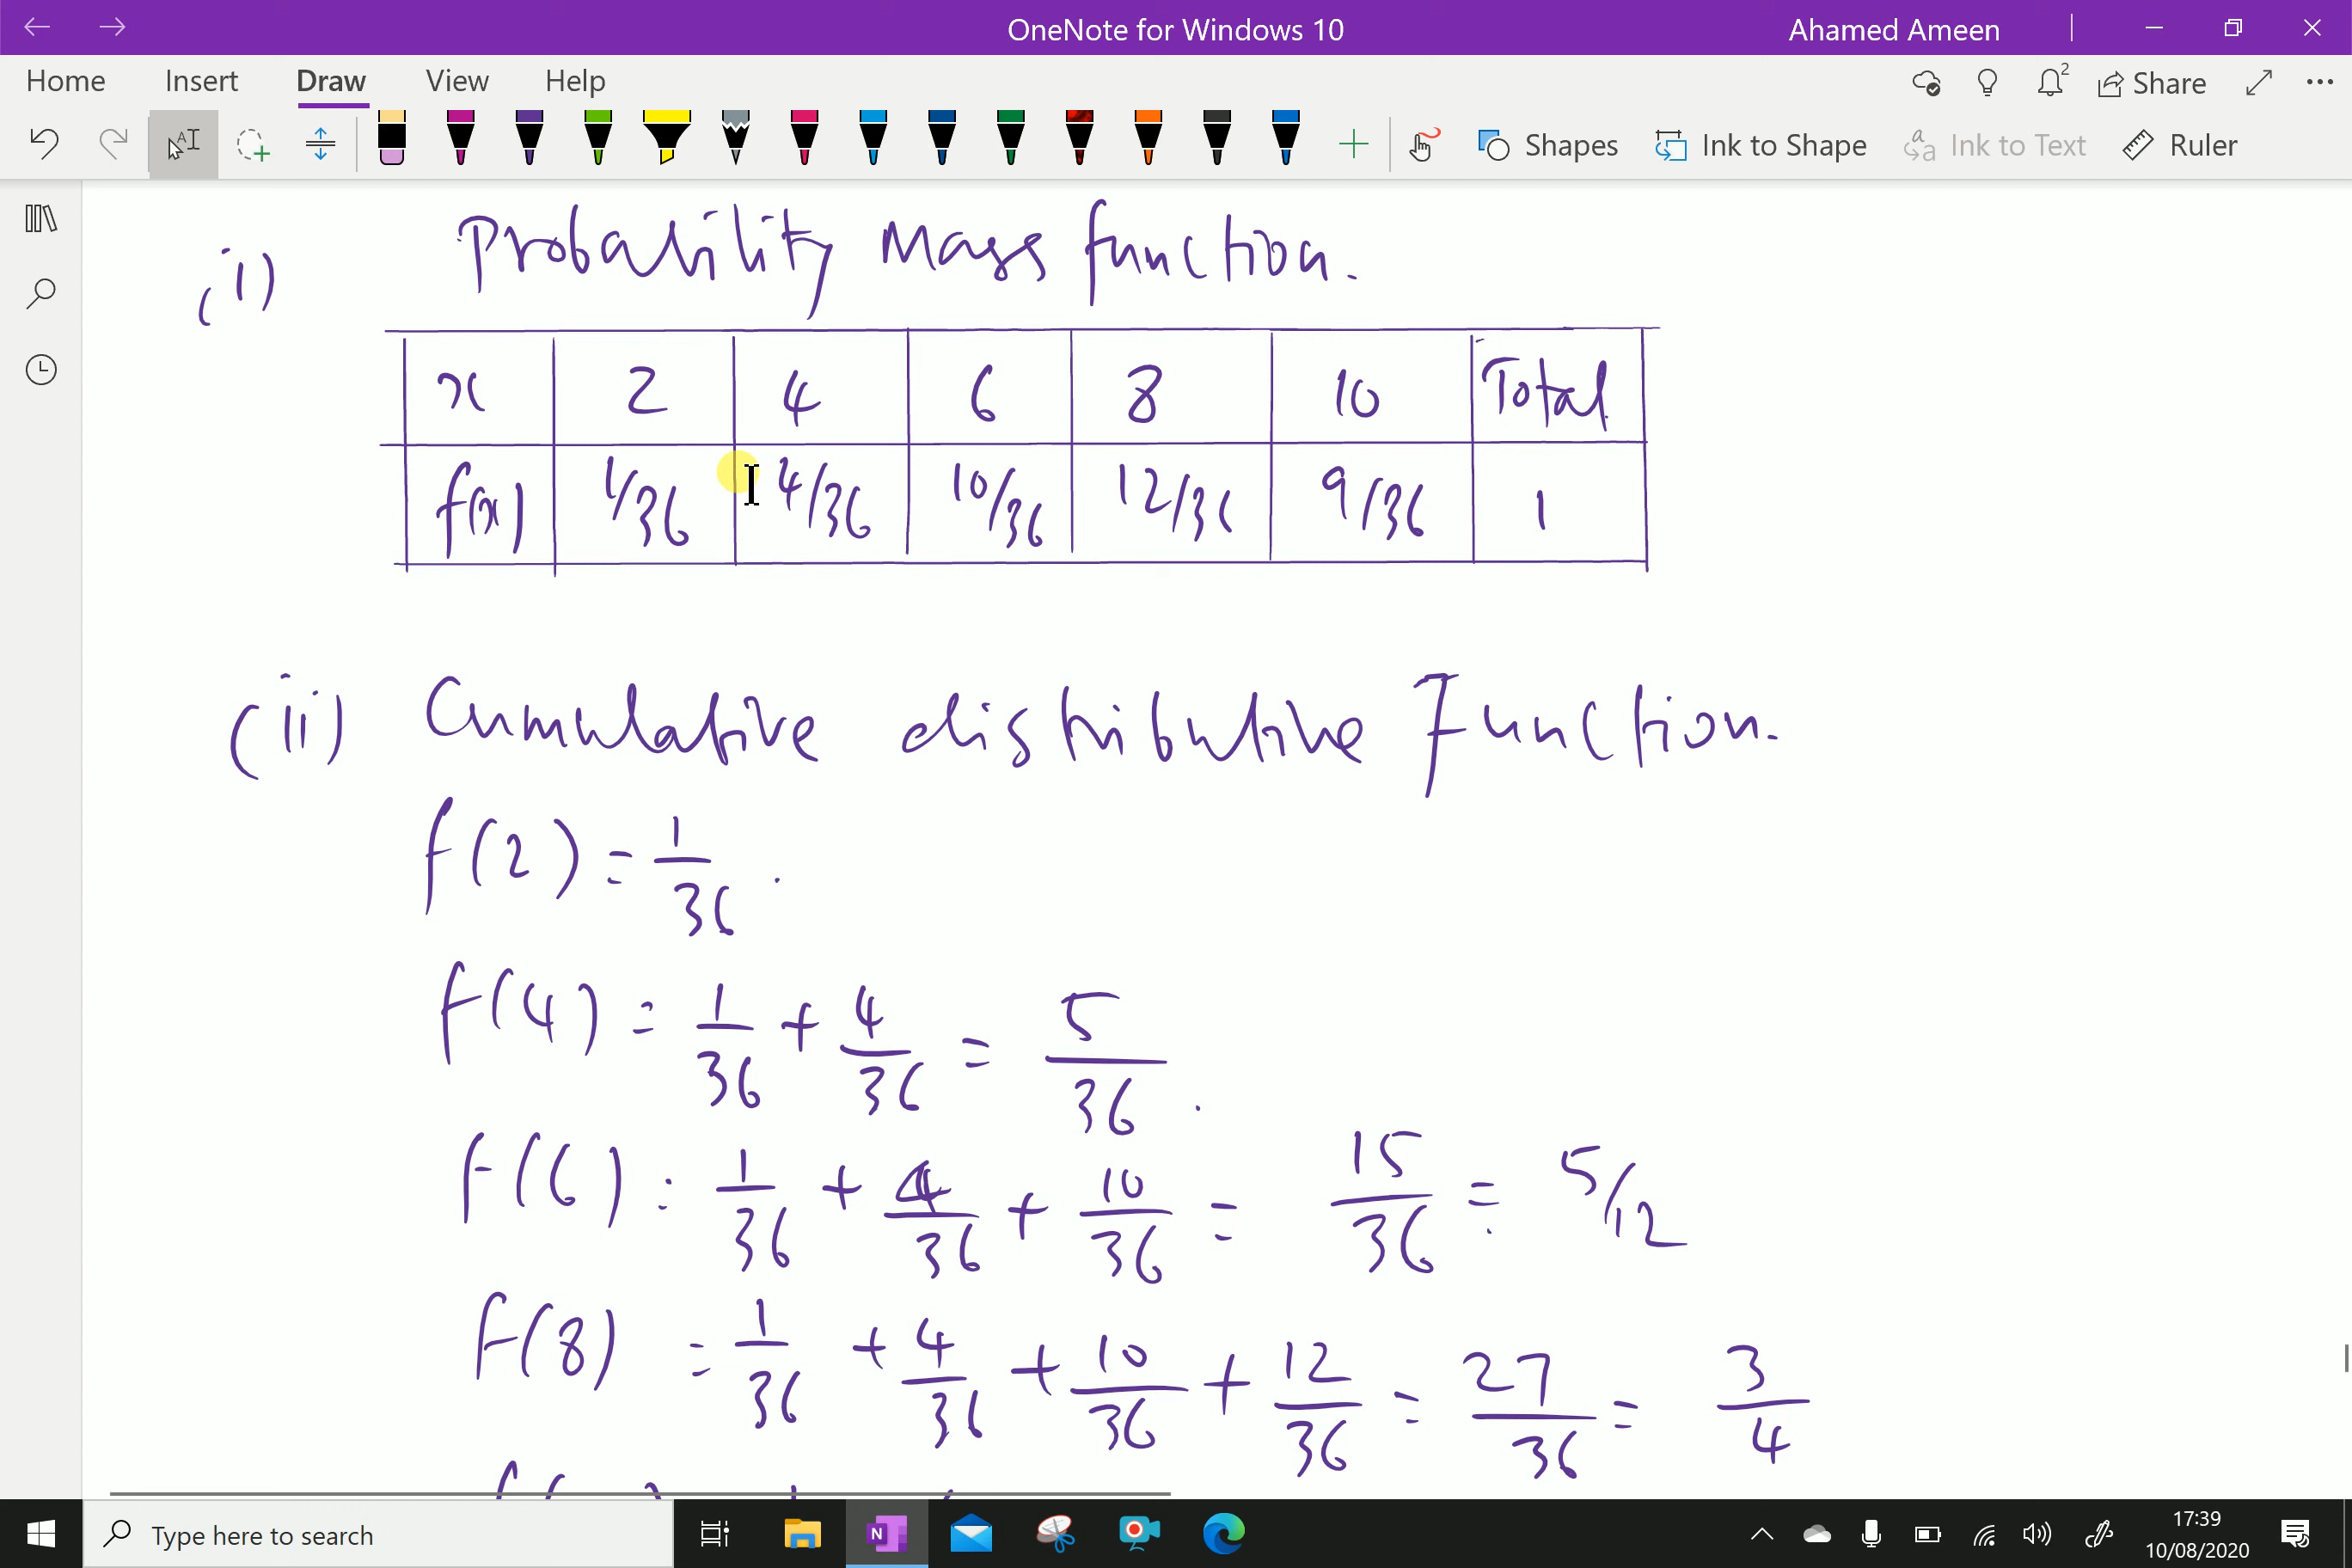 OneNote for Windows 10
Ahamed Ameen
Home Insert Draw View Help
2
Share
Shapes Ink to Shape Ink to Text Ruler
(i) Probability Mass function.
x 2 4 6 8 10 Total
f(x) 1/36 4/36 10/36 12/36 9/36 1
(ii) Cumulative distributive Function.
F(2) = 1/36.
F(4) = 1/36 + 4/36 = 5/36.
F(6) = 1/36 + 4/36 + 10/36 = 15/36 = 5/12
F(8) = 1/36 + 4/36 + 10/36 + 12/36 = 27/36 = 3/4
Type here to search
N
17:39
10/08/2020